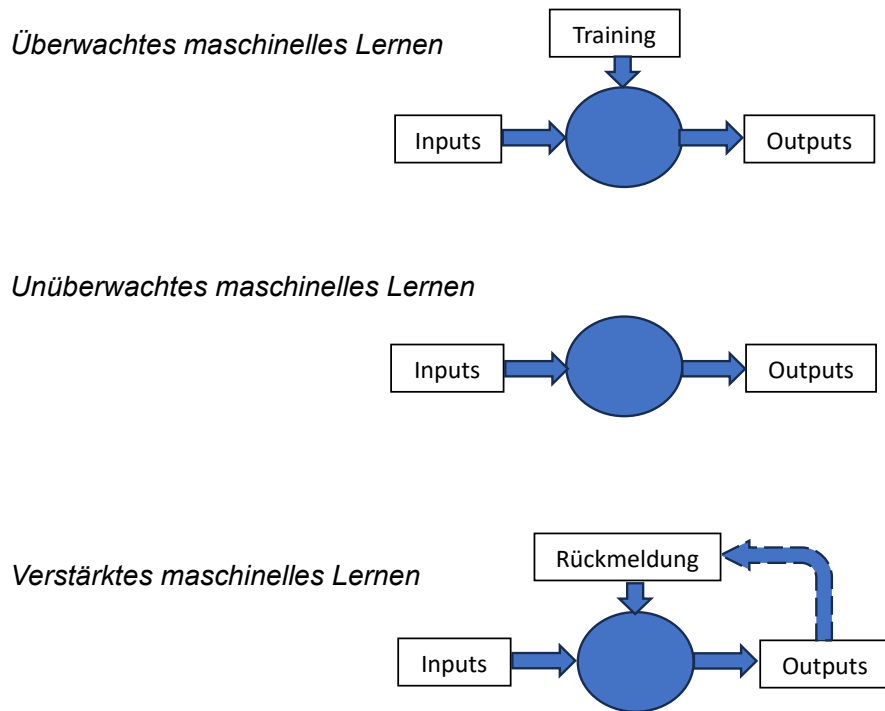 Überwachtes maschinelles Lernen
Training
Inputs
Outputs
Unüberwachtes maschinelles Lernen
Inputs
Outputs
Verstärktes maschinelles Lernen
Rückmeldung
Inputs
Outputs